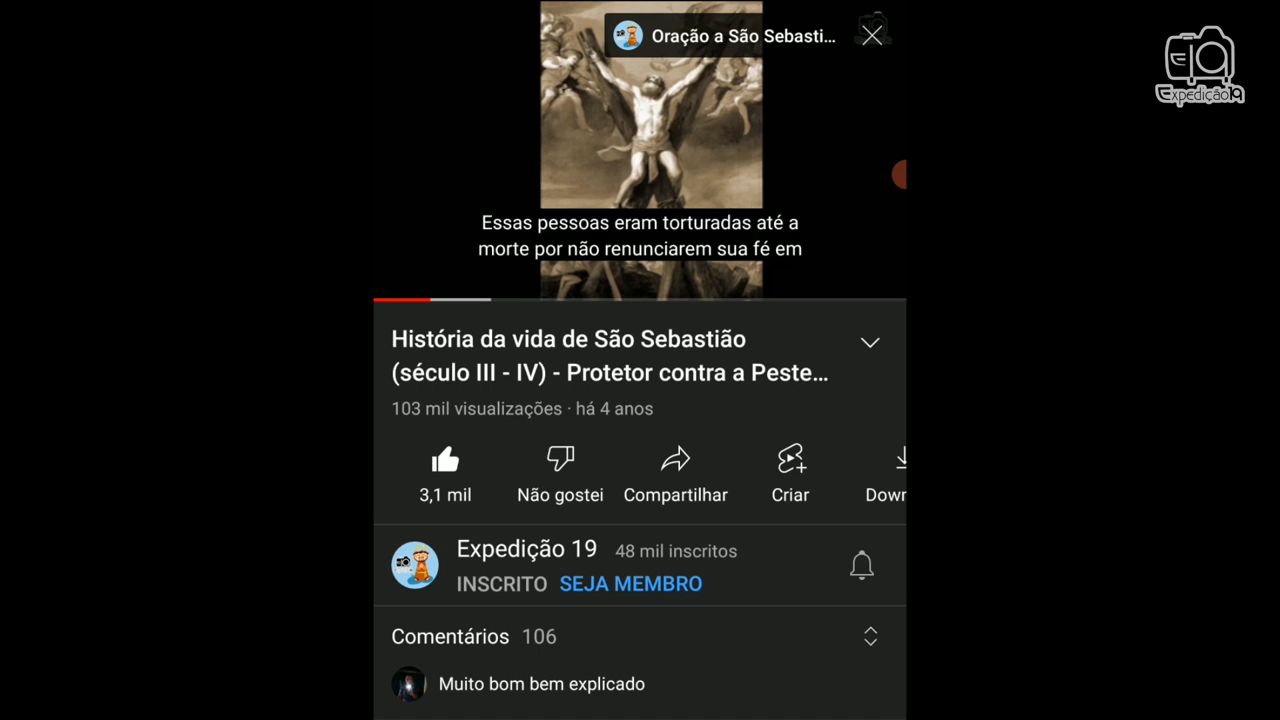 Oração a São Sebasti...
Expedição19
Essas pessoas eram torturadas até a
morte por não renunciarem sua fé em
História da vida de São Sebastião
(século III - IV) - Protetor contra a Peste...
103 mil visualizações · há 4 anos
3,1 mil Não gostei Compartilhar Criar Down
Expedição 19 48 mil inscritos
INSCRITO SEJA MEMBRO
Comentários 106
Muito bom bem explicado